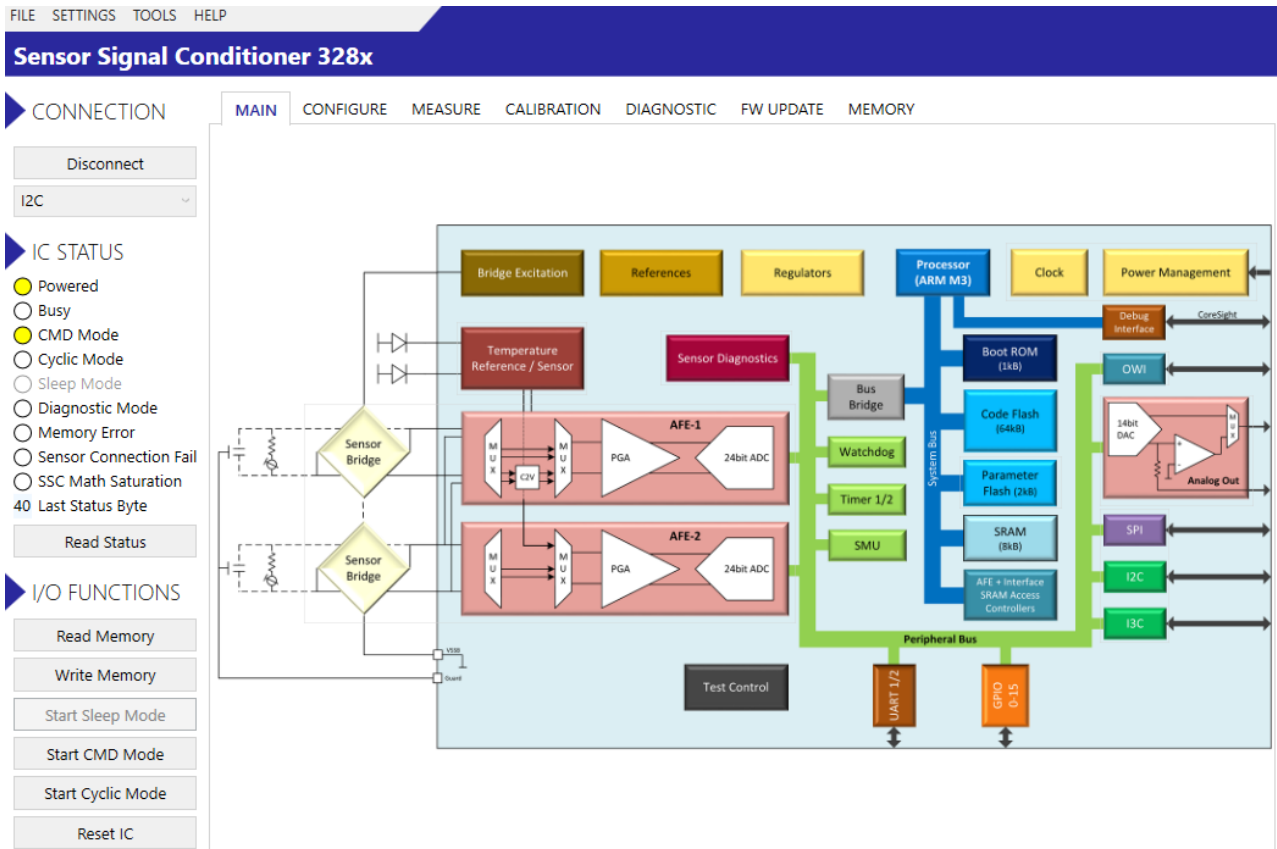 FILE SETTINGS TOOLS HELP
Sensor Signal Conditioner 328x
CONNECTION
Disconnect
I2C
IC STATUS
Powered
Busy
CMD Mode
Cyclic Mode
Sleep Mode
Diagnostic Mode
Memory Error
Sensor Connection Fail
SSC Math Saturation
40 Last Status Byte
Read Status
I/O FUNCTIONS
Read Memory
Write Memory
Start Sleep Mode
Start CMD Mode
Start Cyclic Mode
Reset IC
MAIN CONFIGURE MEASURE CALIBRATION DIAGNOSTIC FW UPDATE MEMORY
Bridge Excitation
References
Regulators
Processor
(ARM M3)
Clock
Power Management
Debug
Interface
CoreSight
Temperature
Reference / Sensor
Sensor Diagnostics
Boot ROM
(1kB)
OWI
Bus
Bridge
Code Flash
(64kB)
14bit
DAC
MUX
Analog Out
Sensor
Bridge
AFE-1
MUX
C2V
MUX
PGA
24bit ADC
Watchdog
System Bus
Parameter
Flash (2kB)
Timer 1/2
SRAM
(8kB)
SPI
Sensor
Bridge
AFE-2
MUX
MUX
PGA
24bit ADC
SMU
AFE + Interface
SRAM Access
Controllers
I2C
I3C
Peripheral Bus
VSSB
Guard
Test Control
UART 1/2
GPIO
0-15